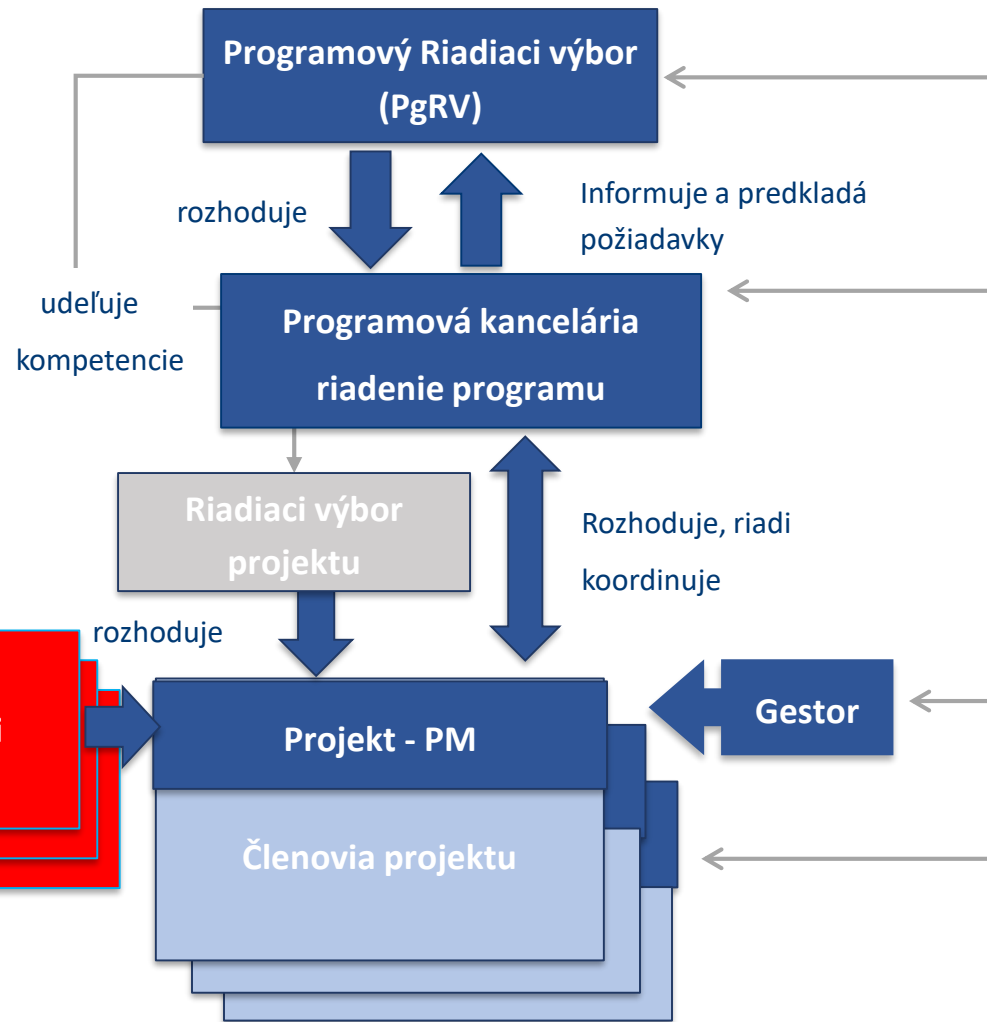 Programový Riadiaci výbor
(PgRV)
rozhoduje
Informuje a predkladá
požiadavky
udeľuje
kompetencie
Programová kancelária
riadenie programu
Riadiaci výbor
projektu
Rozhoduje, riadi
koordinuje
rozhoduje
Projekt - PM
Gestor
Členovia projektu